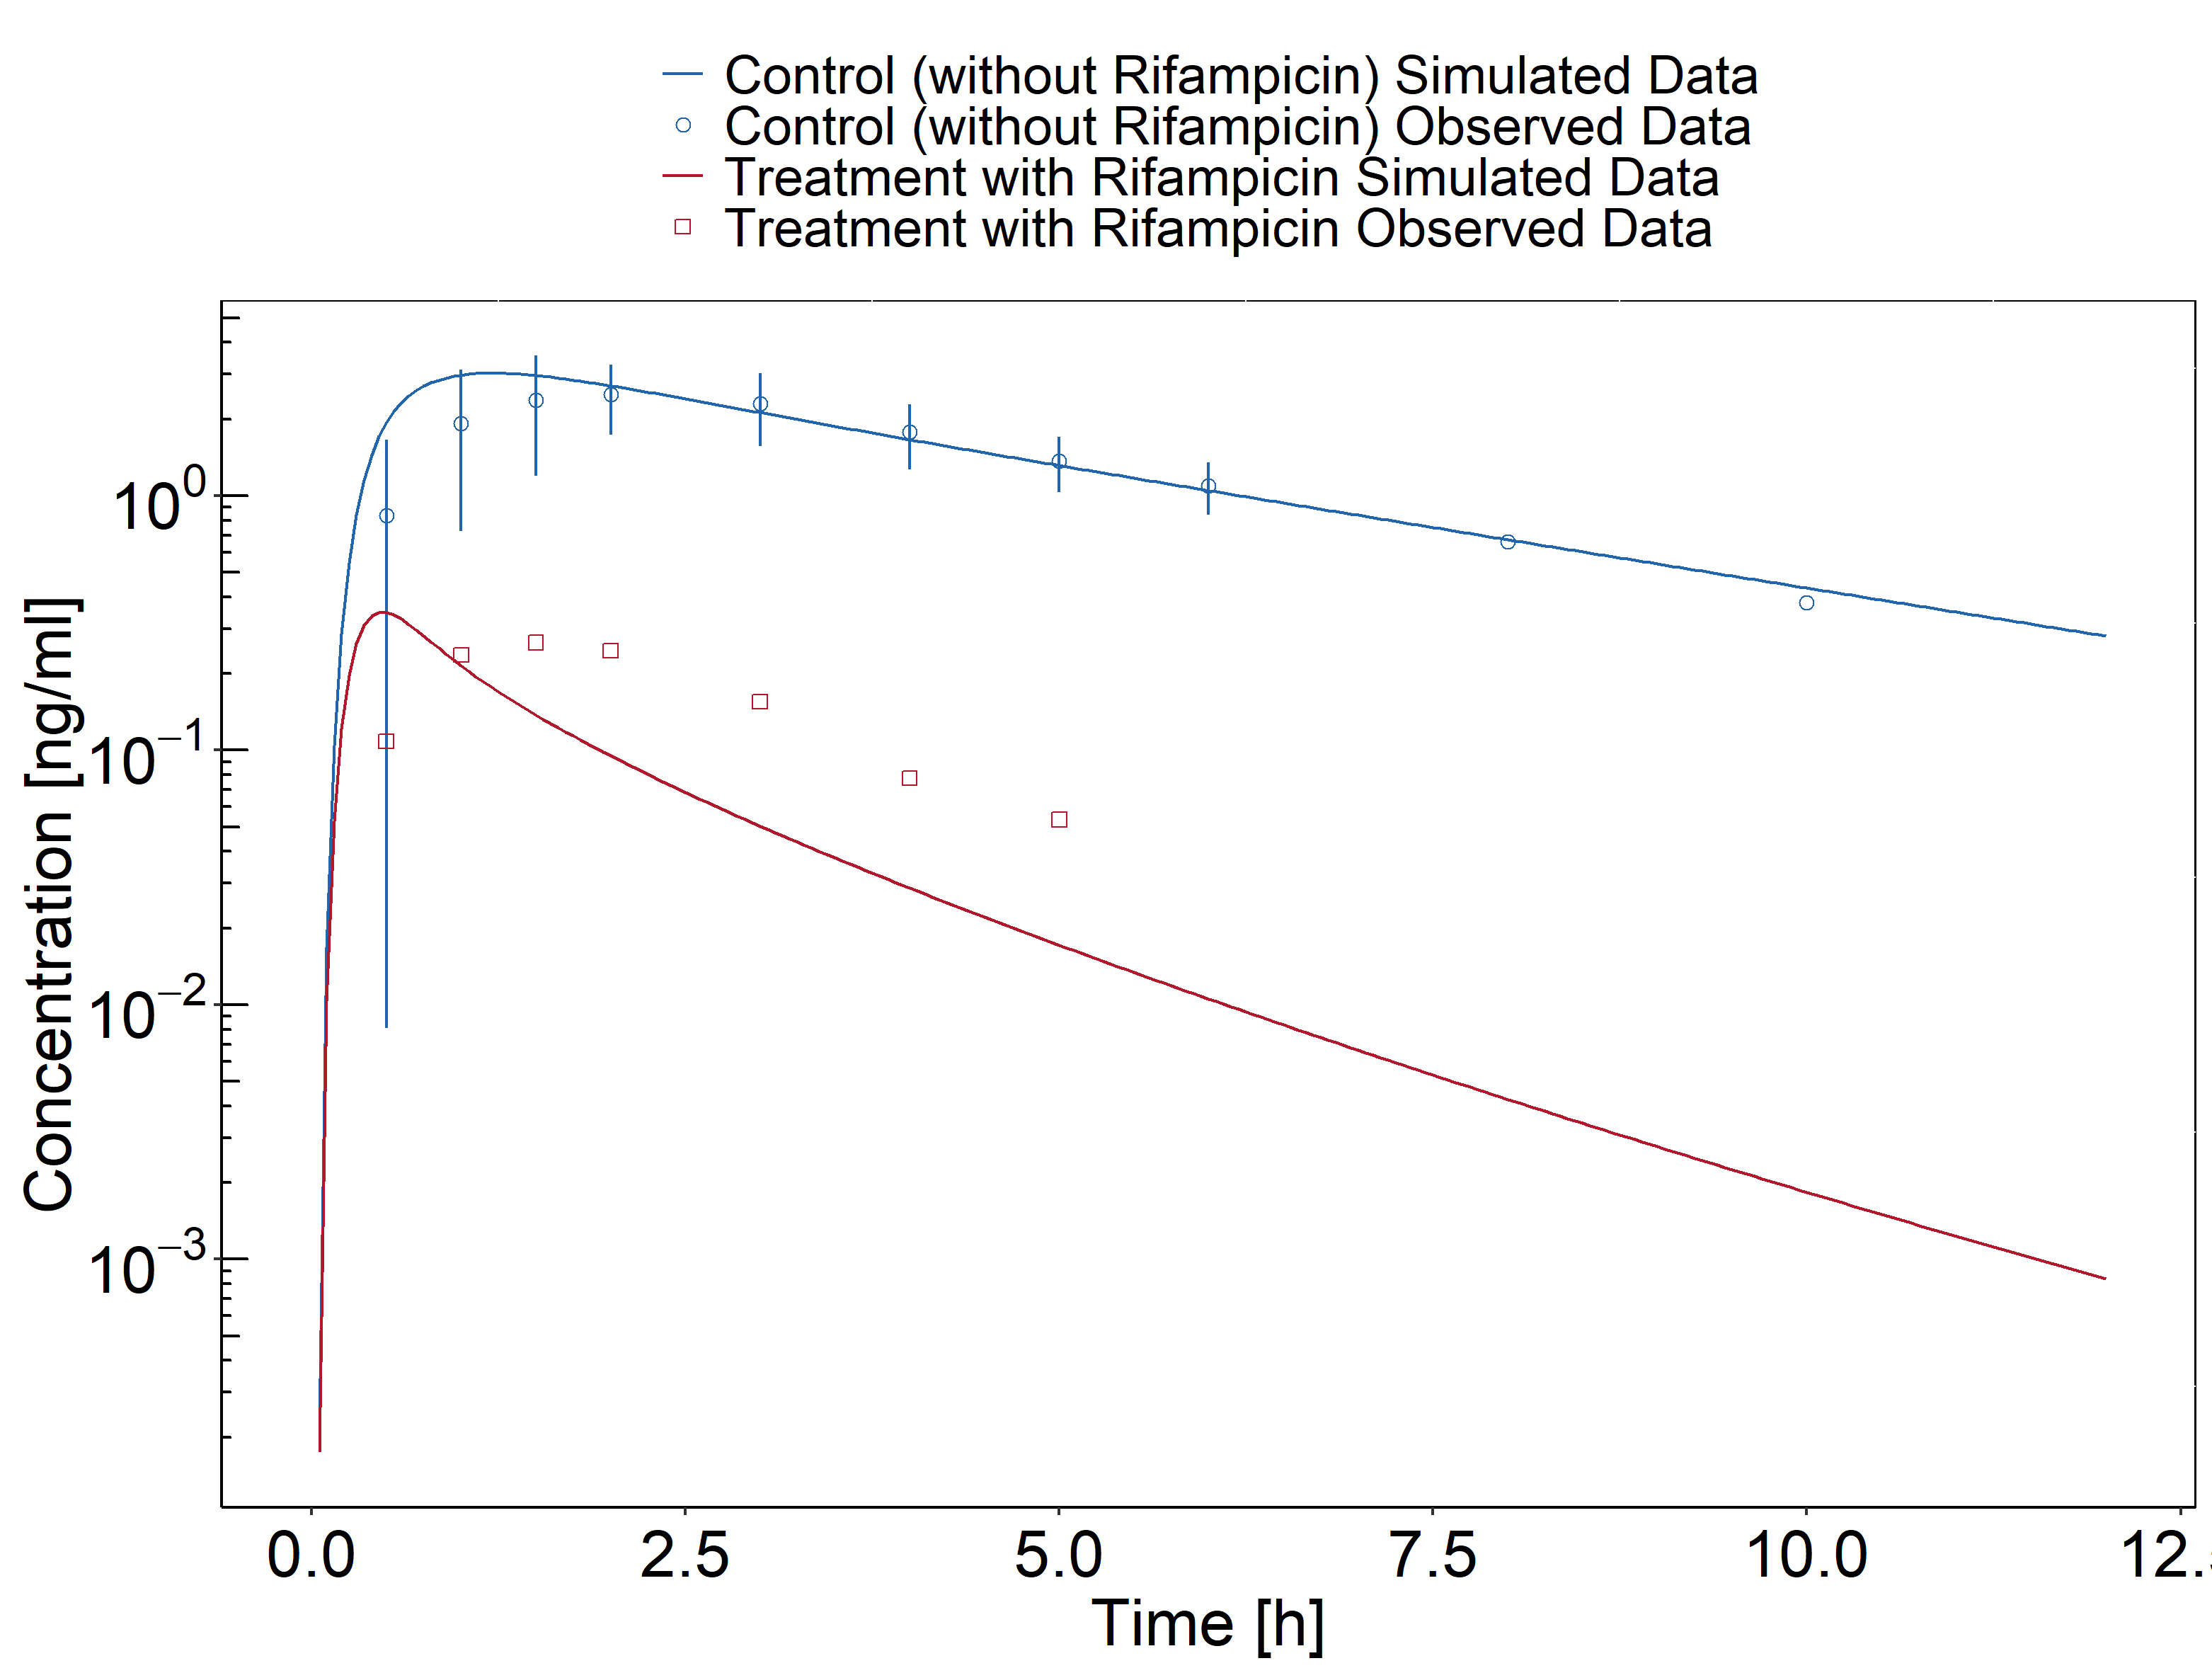 Control (without Rifampicin) Simulated Data
Control (without Rifampicin) Observed Data
Treatment with Rifampicin Simulated Data
Treatment with Rifampicin Observed Data
Concentration [ng/ml]
10⁰
10⁻¹
10⁻²
10⁻³
0.0 2.5 5.0 7.5 10.0 12.
Time [h]